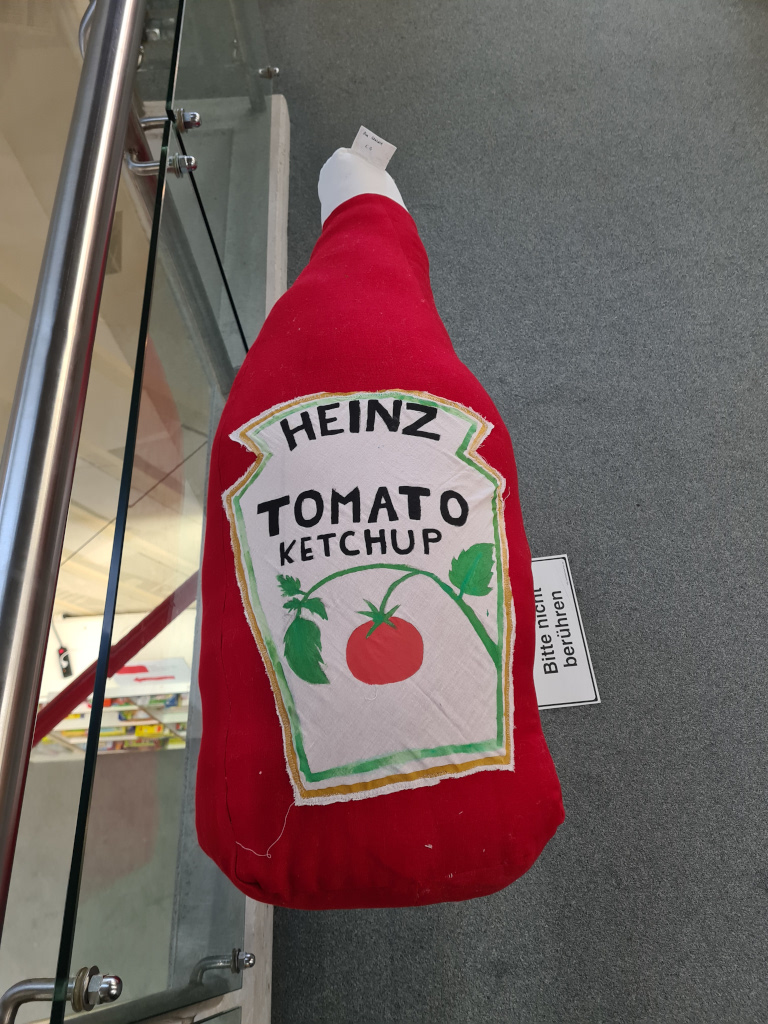 HEINZ
TOMATO
KETCHUP
Bitte nicht
berühren